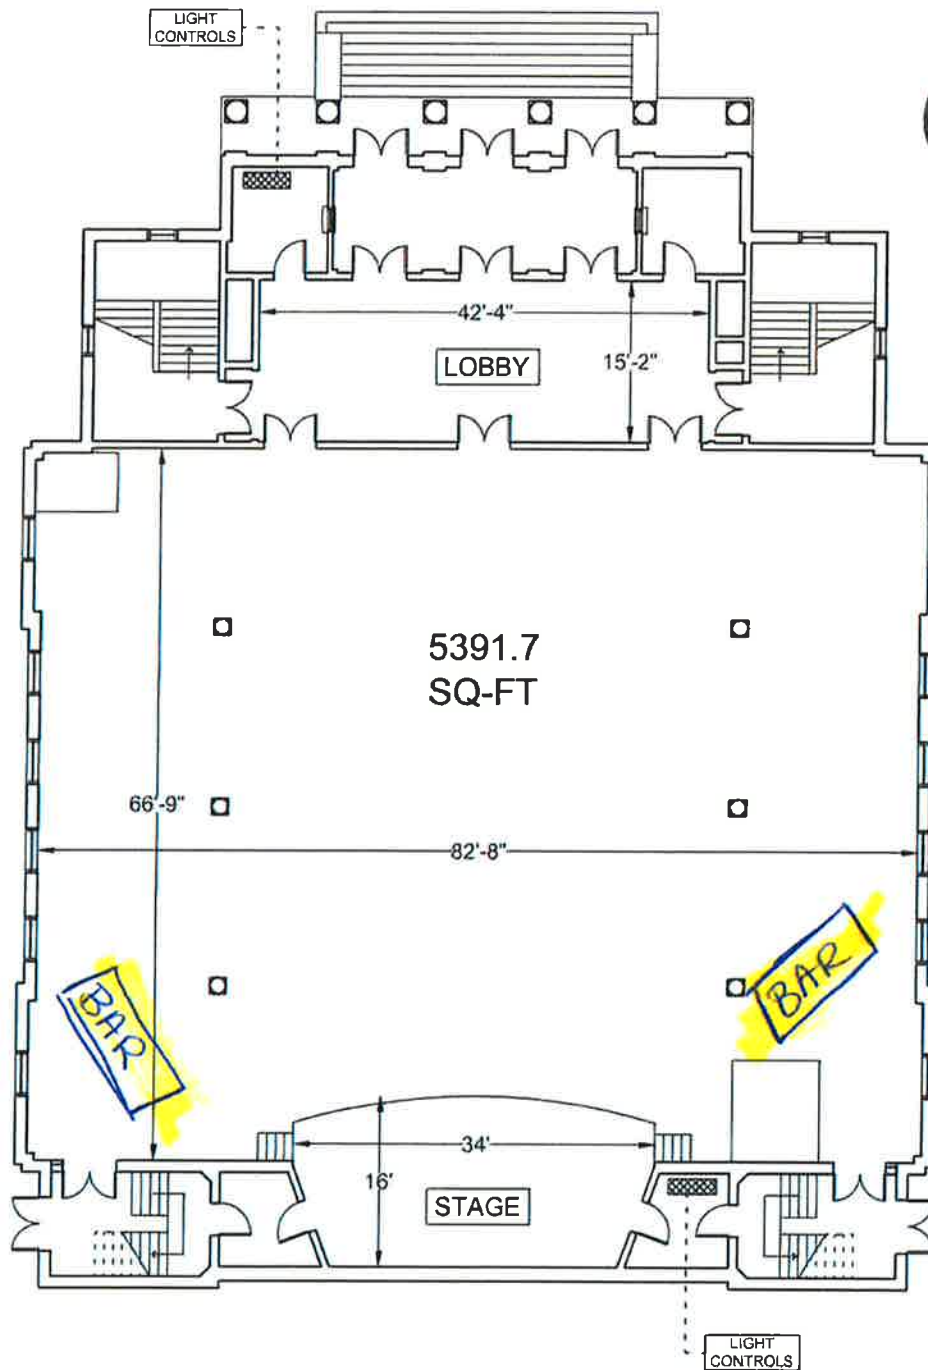 LIGHT
CONTROLS
42'-4"
LOBBY
15'-2"
5391.7
SQ-FT
66'-9"
82'-8"
BAR
BAR
34'
16'
STAGE
LIGHT
CONTROLS